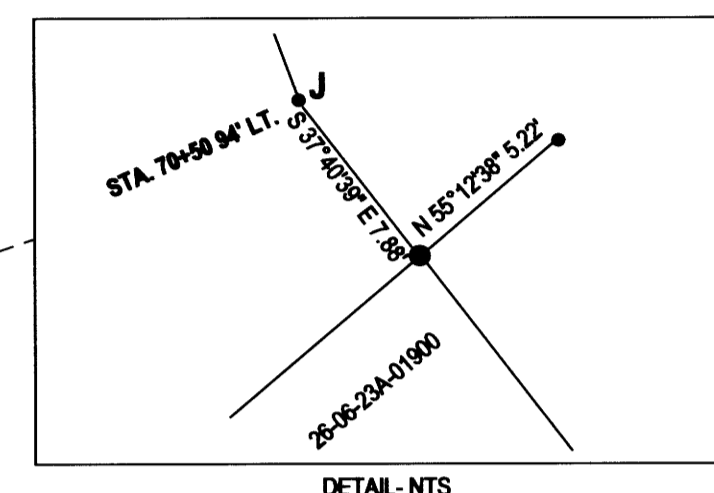 J
STA. 70+50 94' LT.
S 37°40'39" E 7.88'
N 55°12'38" 5.22'
26-06-23A-01900
DETAIL- NTS